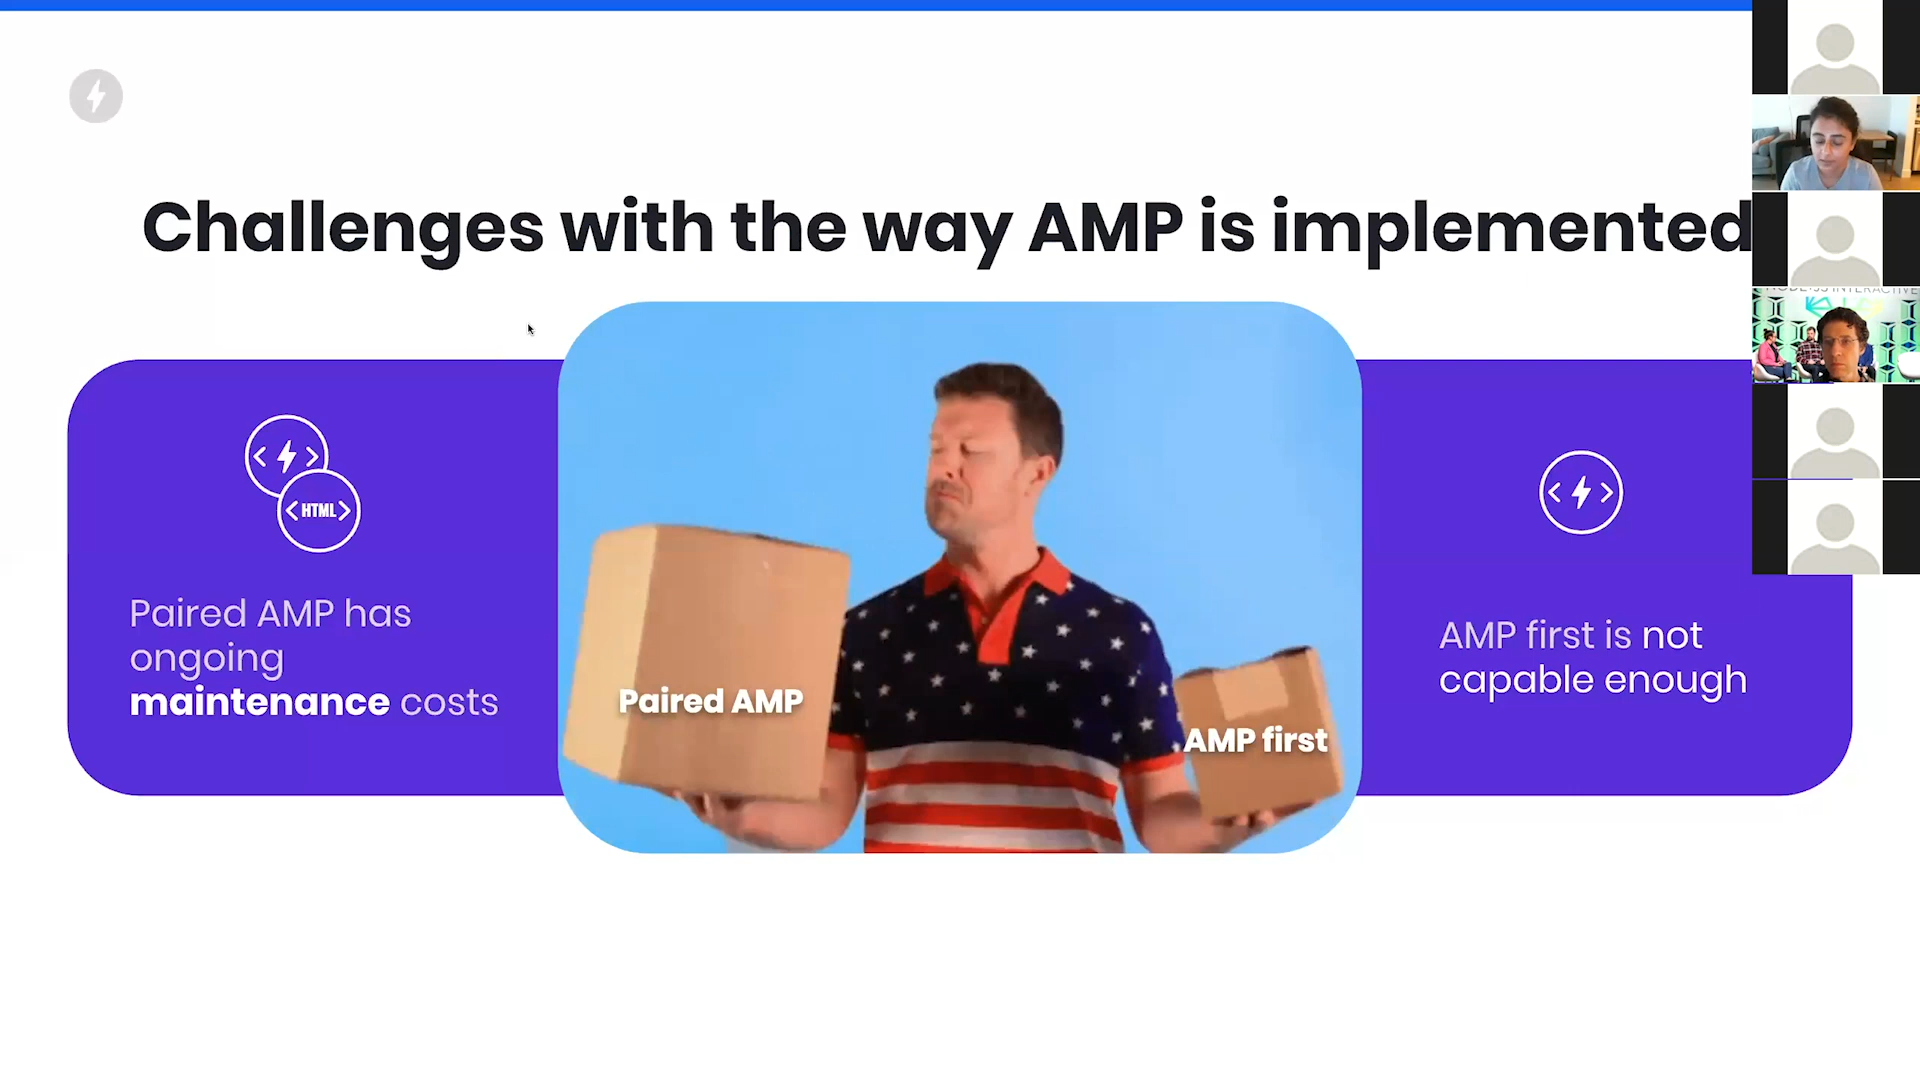 Challenges with the way AMP is implemented
<HTML>
Paired AMP has
ongoing
maintenance costs
Paired AMP
AMP first
AMP first is not
capable enough